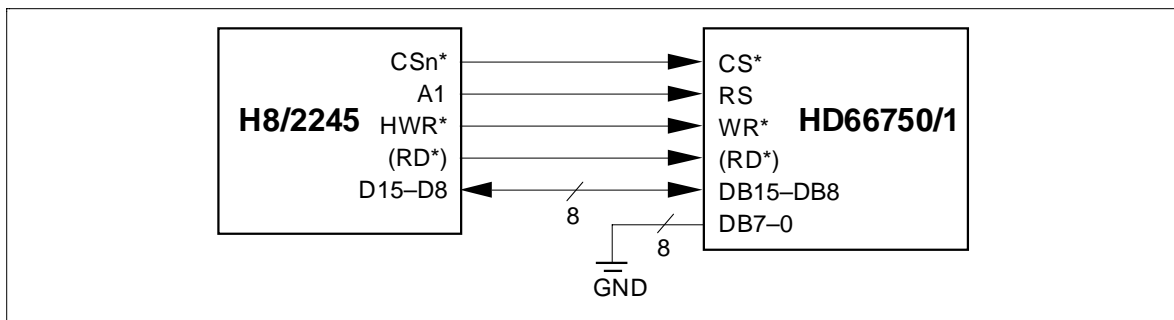 CSn*
A1
H8/2245
HWR*
(RD*)
D15–D8
CS*
RS
WR*
HD66750/1
(RD*)
DB15–DB8
DB7–0
8
8
GND